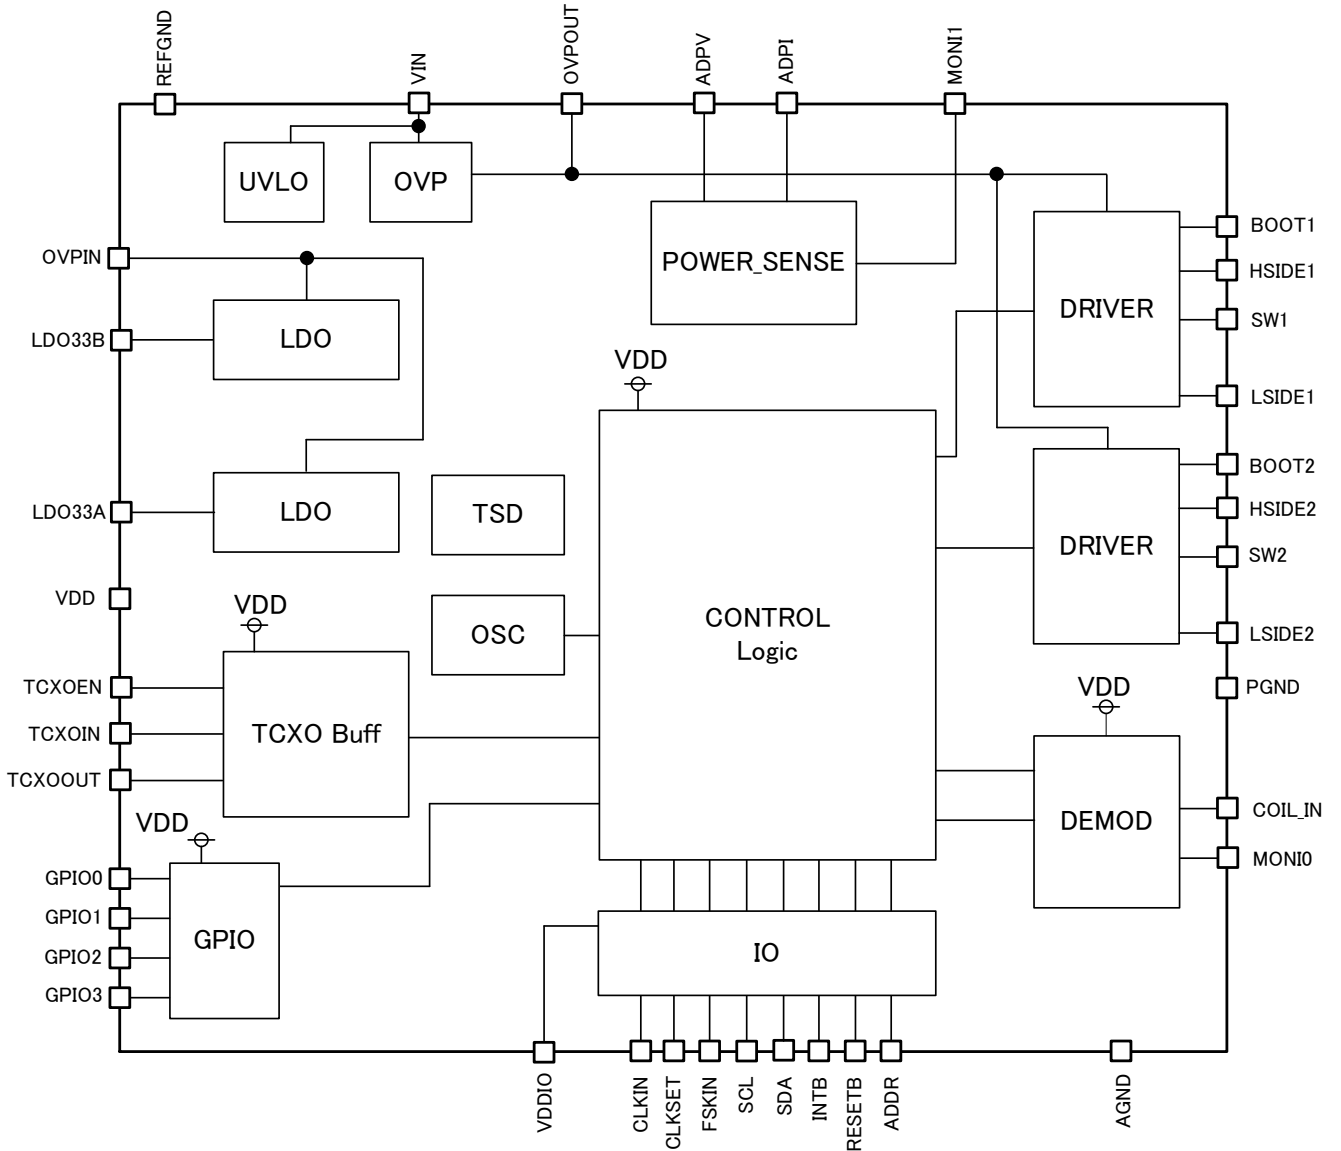 REFGND
VIN
OVPOUT
ADPV
ADPI
MONI1
UVLO
OVP
POWER_SENSE
OVPIN
LDO33B
LDO
LDO33A
LDO
VDD
TSD
OSC
VDD
CONTROL
Logic
DRIVER
BOOT1
HSIDE1
SW1
LSIDE1
DRIVER
BOOT2
HSIDE2
SW2
LSIDE2
PGND
VDD
TCXOEN
TCXOIN
TCXOOUT
TCXO Buff
VDD
DEMOD
COIL_IN
MONI0
VDD
GPIO0
GPIO1
GPIO2
GPIO3
GPIO
IO
VDDIO
CLKIN
CLKSET
FSKIN
SCL
SDA
INTB
RESETB
ADDR
AGND